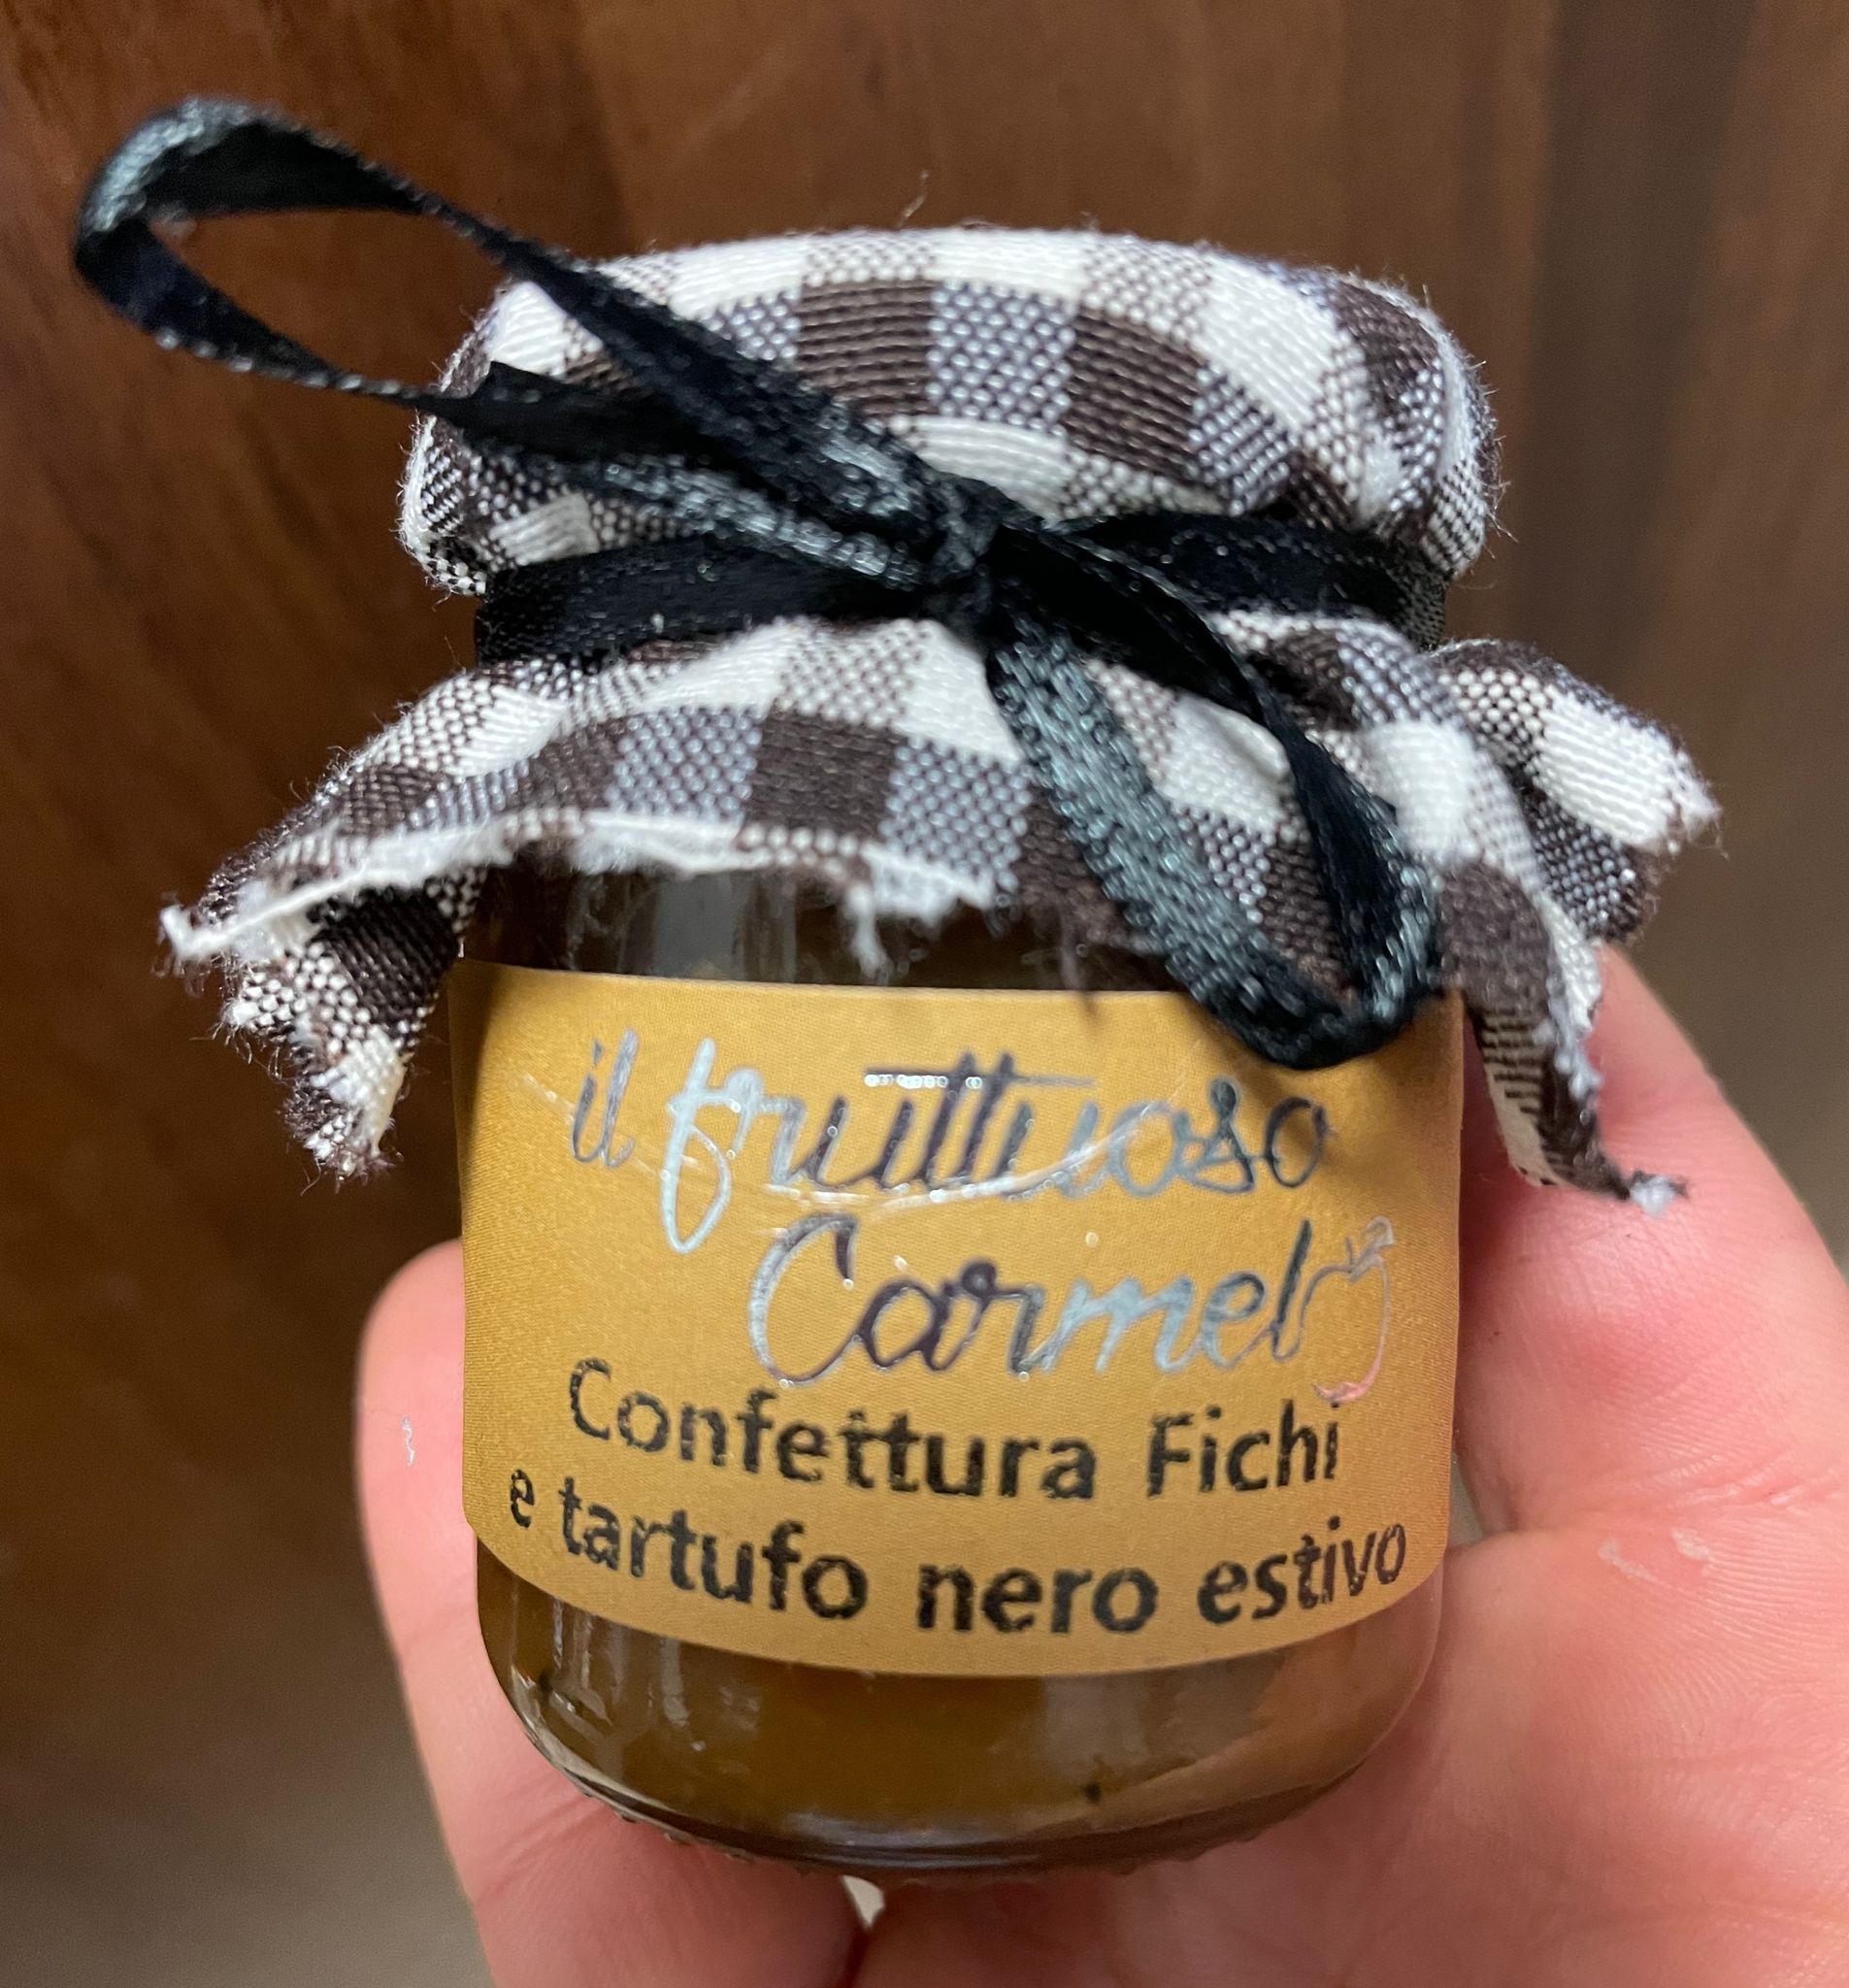 il fruttuoso
Carmelo
Confettura Fichi
e tartufo nero estivo